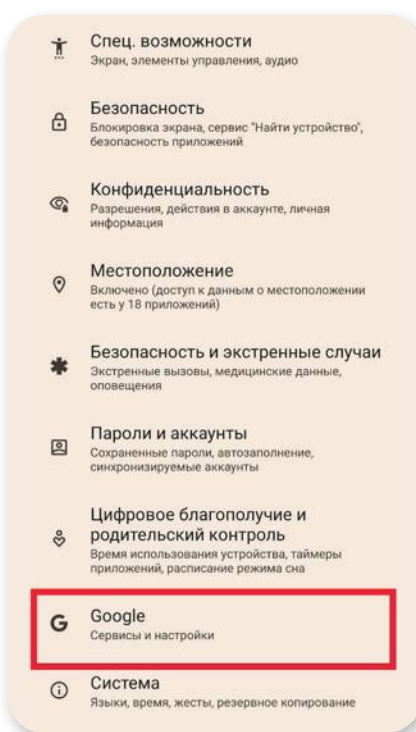 Спец. возможности
Экран, элементы управления, аудио
Безопасность
Блокировка экрана, сервис "Найти устройство",
безопасность приложений
Конфиденциальность
Разрешения, действия в аккаунте, личная
информация
Местоположение
Включено (доступ к данным о местоположении
есть у 18 приложений)
Безопасность и экстренные случаи
Экстренные вызовы, медицинские данные,
оповещения
Пароли и аккаунты
Сохраненные пароли, автозаполнение,
синхронизируемые аккаунты
Цифровое благополучие и
родительский контроль
Время использования устройства, таймеры
приложений, расписание режима сна
Google
Сервисы и настройки
Система
Языки, время, жесты, резервное копирование